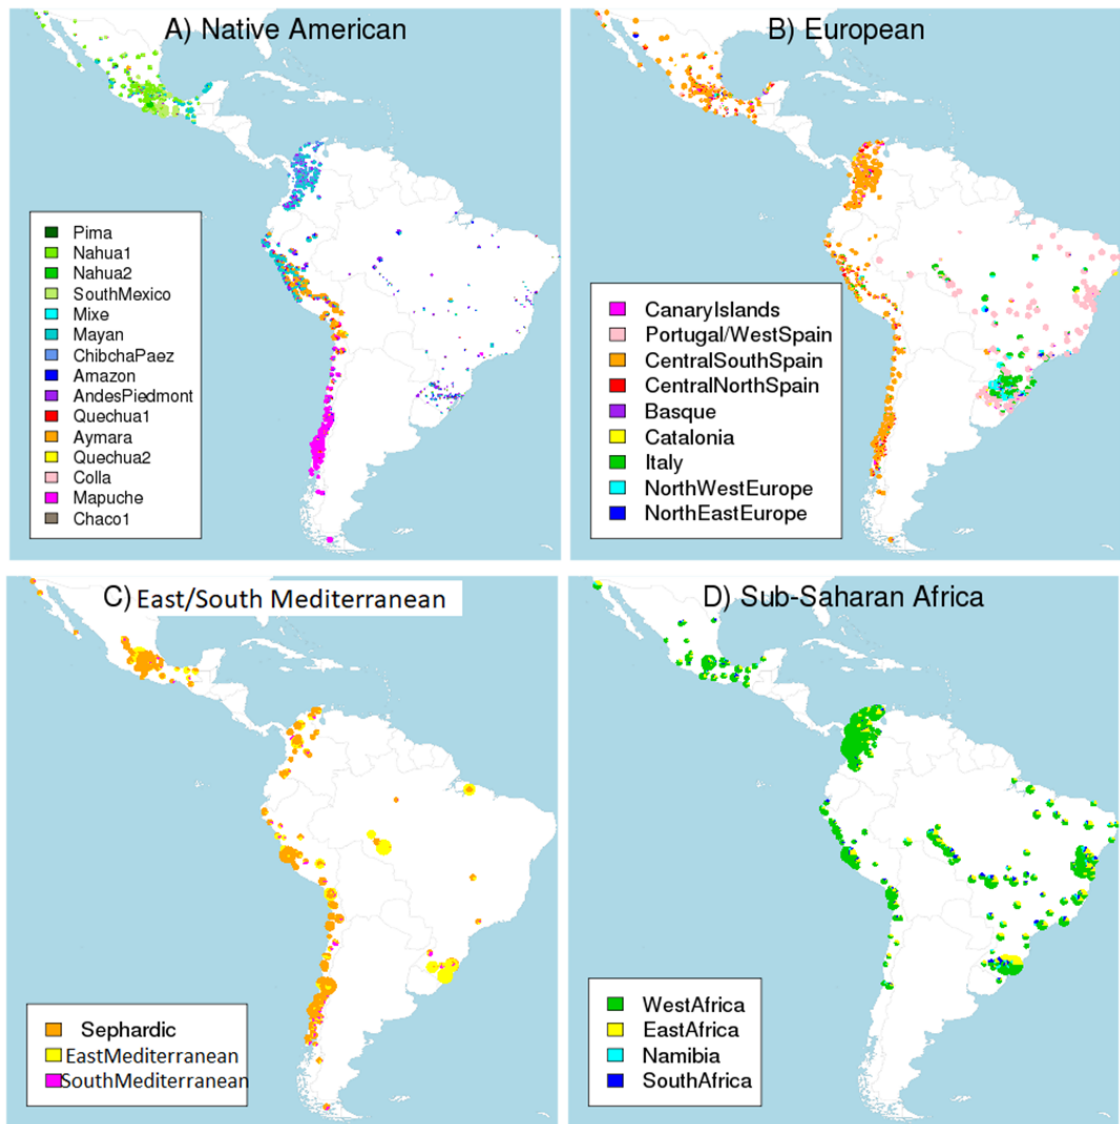 A) Native American
Pima
Nahua1
Nahua2
SouthMexico
Mixe
Mayan
ChibchaPaez
Amazon
AndesPiedmont
Quechua1
Aymara
Quechua2
Colla
Mapuche
Chaco1
B) European
CanaryIslands
Portugal/WestSpain
CentralSouthSpain
CentralNorthSpain
Basque
Catalonia
Italy
NorthWestEurope
NorthEastEurope
C) East/South Mediterranean
Sephardic
EastMediterranean
SouthMediterranean
D) Sub-Saharan Africa
WestAfrica
EastAfrica
Namibia
SouthAfrica